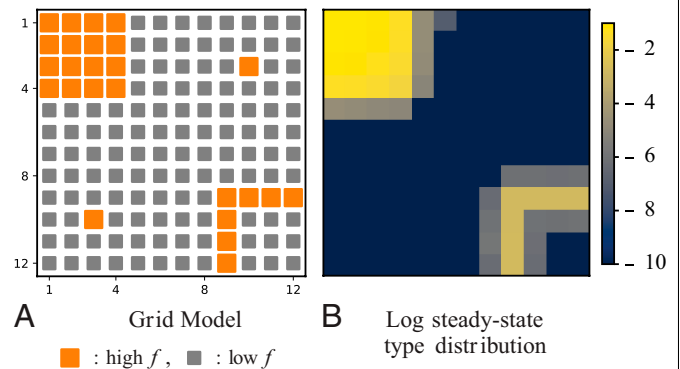 1
4
8
12
1 4 8 12
− 2
− 4
− 6
− 8
− 10
A Grid Model
: high f , : low f
B Log steady-state
type distribution